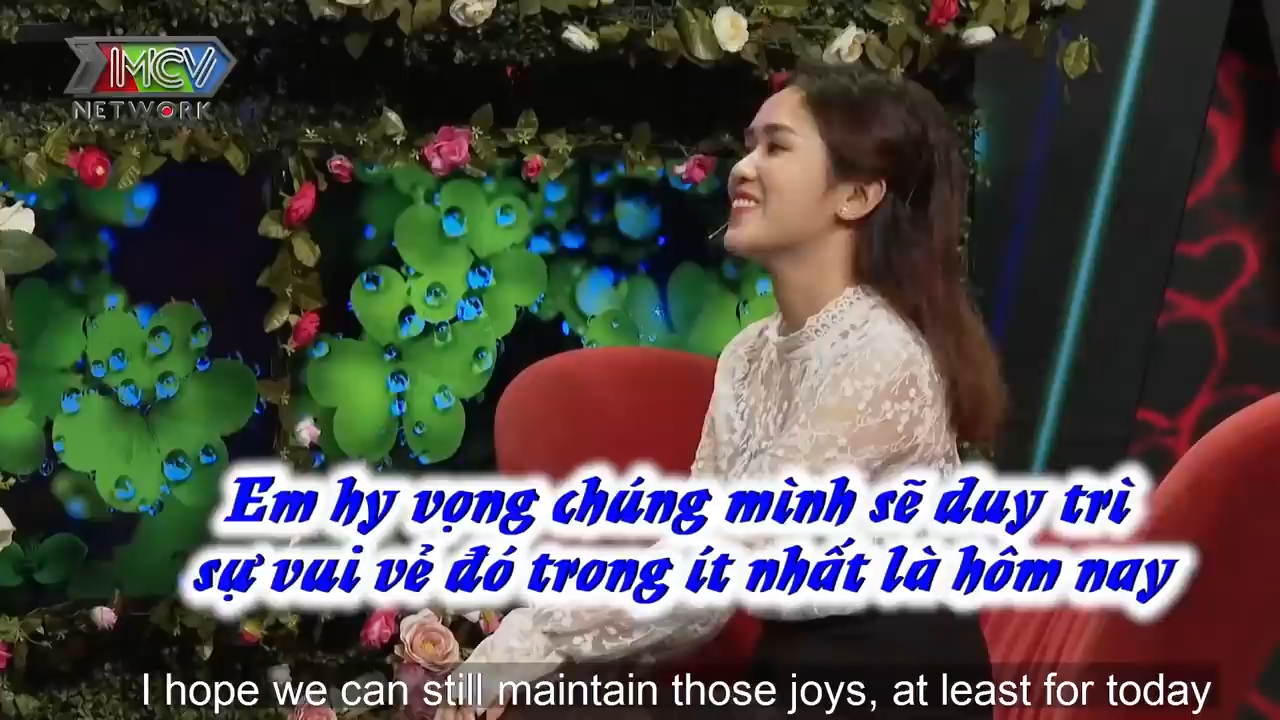 MCV
NETWORK
Em hy vọng chúng mình sẽ duy trì
sự vui vẻ đó trong ít nhất là hôm nay
I hope we can still maintain those joys, at least for today